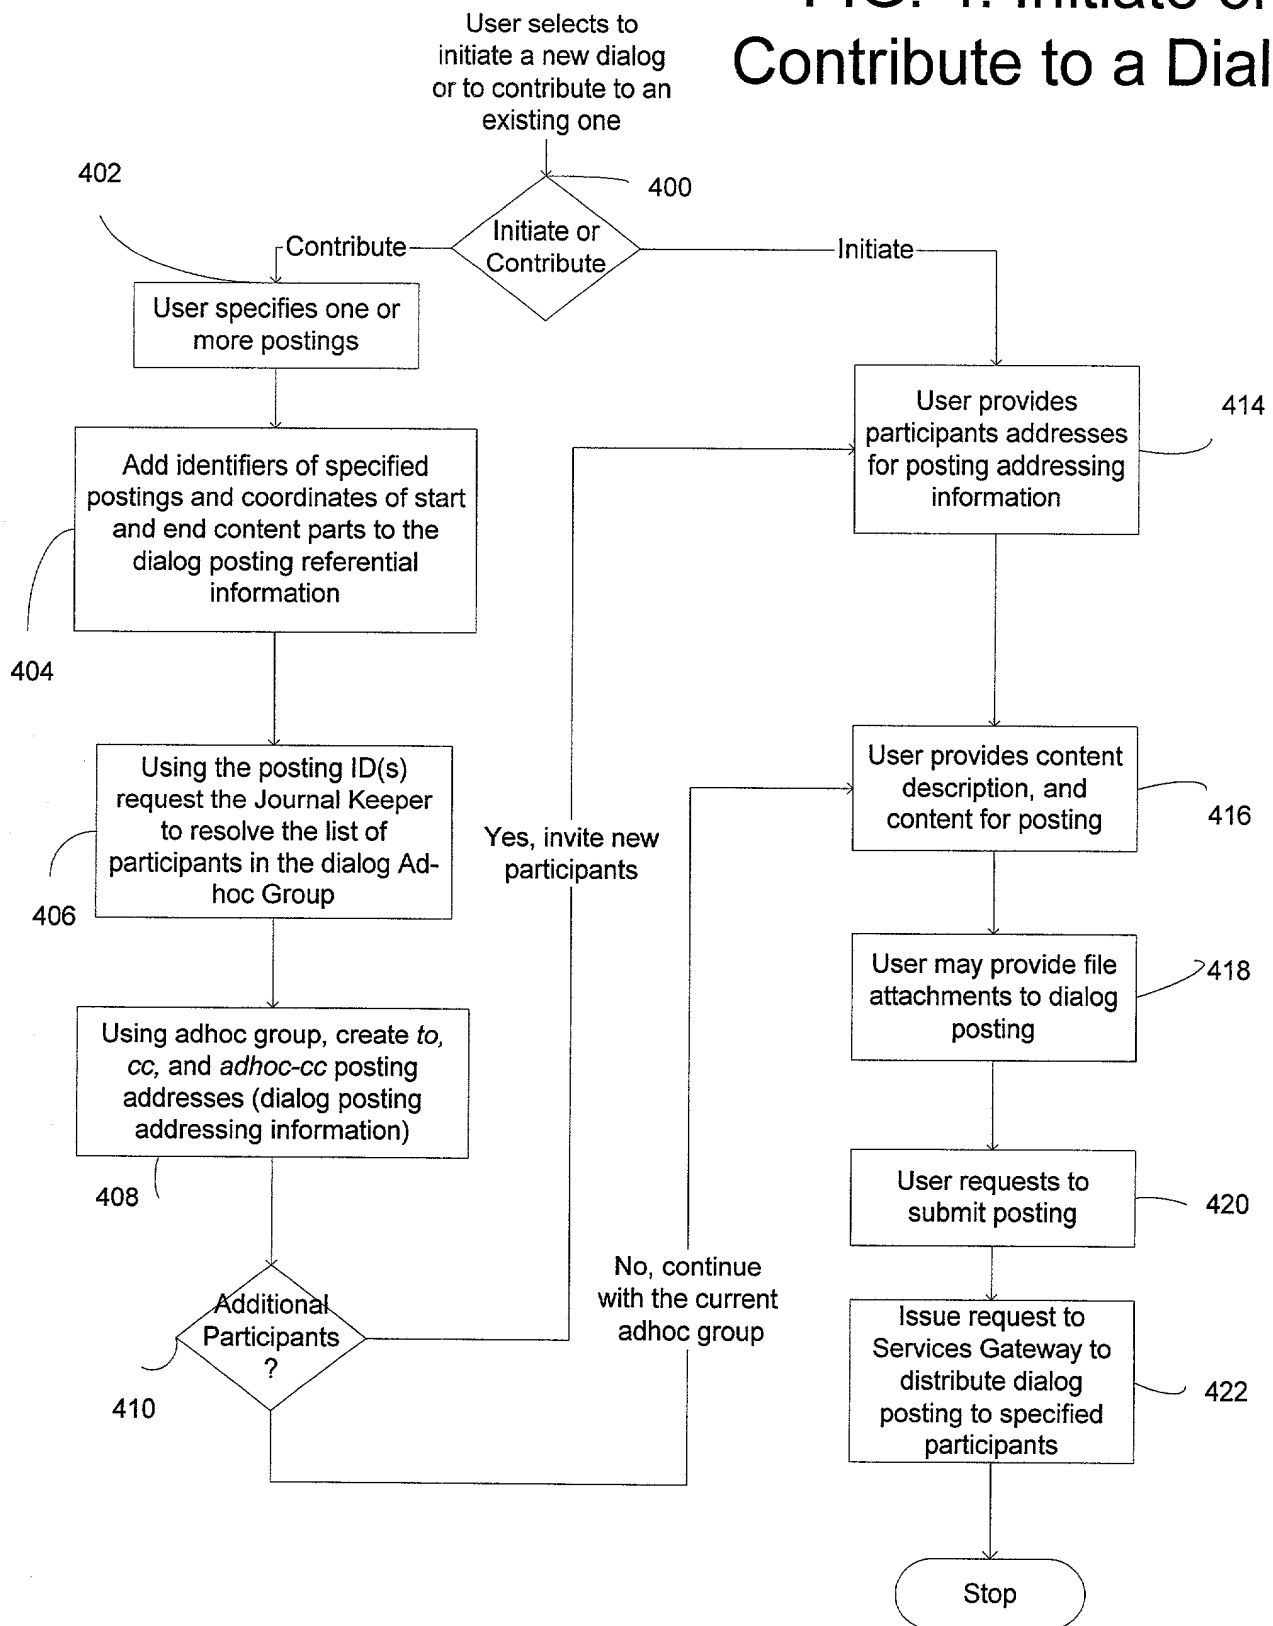 FIG. 4: Initiate or
Contribute to a Dial
User selects to
initiate a new dialog
or to contribute to an
existing one
402
400
Initiate or
Contribute
Contribute
Initiate
User specifies one or
more postings
User provides
participants addresses
for posting addressing
information
414
Add identifiers of specified
postings and coordinates of start
and end content parts to the
dialog posting referential
information
404
Using the posting ID(s)
request the Journal Keeper
to resolve the list of
participants in the dialog Ad-
hoc Group
406
User provides content
description, and
content for posting
416
Yes, invite new
participants
User may provide file
attachments to dialog
posting
418
Using adhoc group, create to,
cc, and adhoc-cc posting
addresses (dialog posting
addressing information)
408
User requests to
submit posting
420
No, continue
with the current
adhoc group
Additional
Participants
?
410
Issue request to
Services Gateway to
distribute dialog
posting to specified
participants
422
Stop